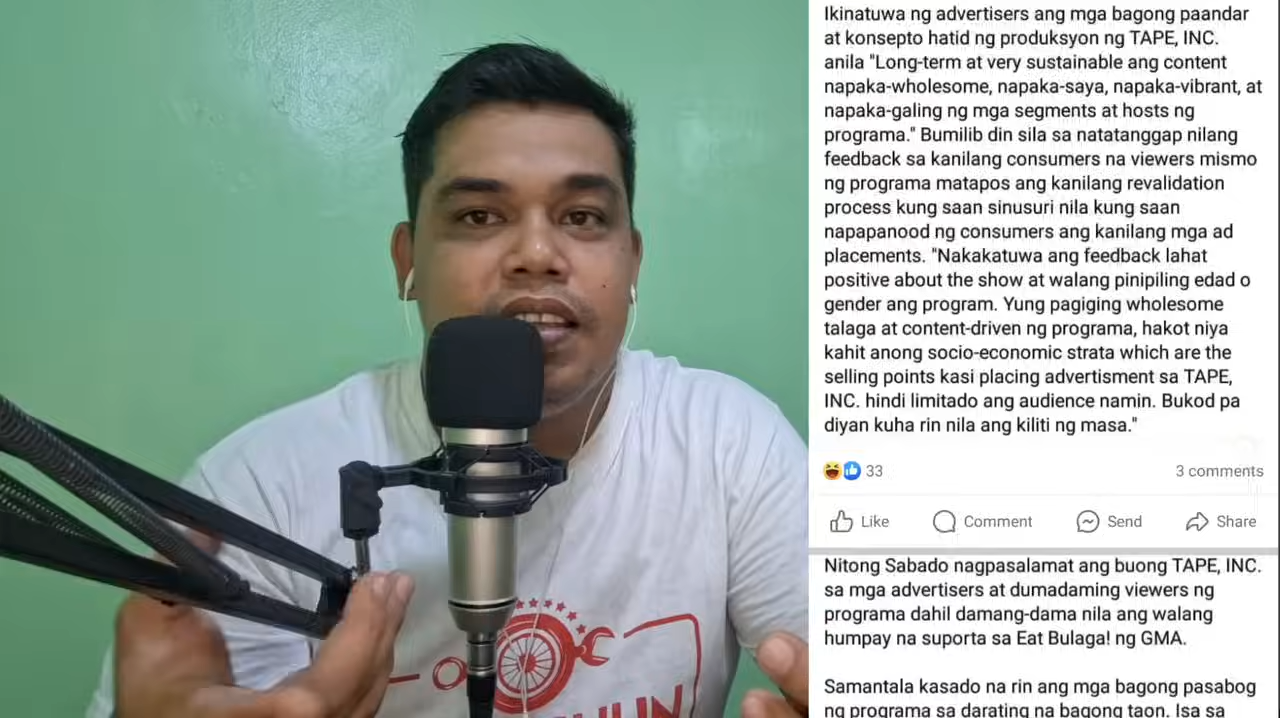 Ikinatuwa ng advertisers ang mga bagong paandar
at konsepto hatid ng produksyon ng TAPE, INC.
anila "Long-term at very sustainable ang content
napaka-wholesome, napaka-saya, napaka-vibrant, at
napaka-galing ng mga segments at hosts ng
programa." Bumilib din sila sa natatanggap nilang
feedback sa kanilang consumers na viewers mismo
ng programa matapos ang kanilang revalidation
process kung saan sinusuri nila kung saan
napapanood ng consumers ang kanilang mga ad
placements. "Nakakatuwa ang feedback lahat
positive about the show at walang pinipiling edad o
gender ang program. Yung pagiging wholesome
talaga at content-driven ng programa, hakot niya
kahit anong socio-economic strata which are the
selling points kasi placing advertisment sa TAPE,
INC. hindi limitado ang audience namin. Bukod pa
diyan kuha rin nila ang kiliti ng masa."
33 3 comments
Like Comment Send Share
Nitong Sabado nagpasalamat ang buong TAPE, INC.
sa mga advertisers at dumadaming viewers ng
programa dahil damang-dama nila ang walang
humpay na suporta sa Eat Bulaga! ng GMA.
Samantala kasado na rin ang mga bagong pasabog
ng programa sa darating na bagong taon. Isa sa